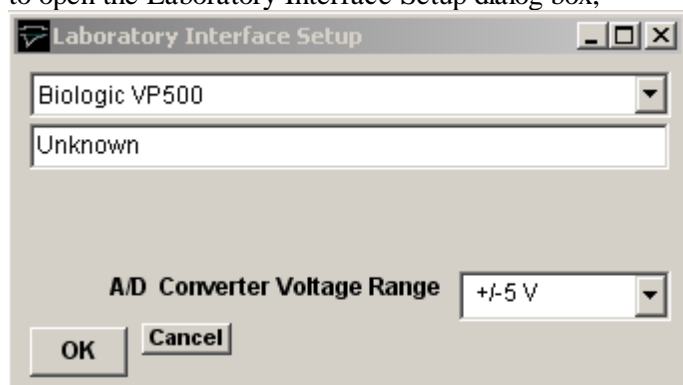 to open the Laboratory Interface Setup dialog box,
Laboratory Interface Setup
Biologic VP500
Unknown
A/D Converter Voltage Range +/-5 V
OK Cancel